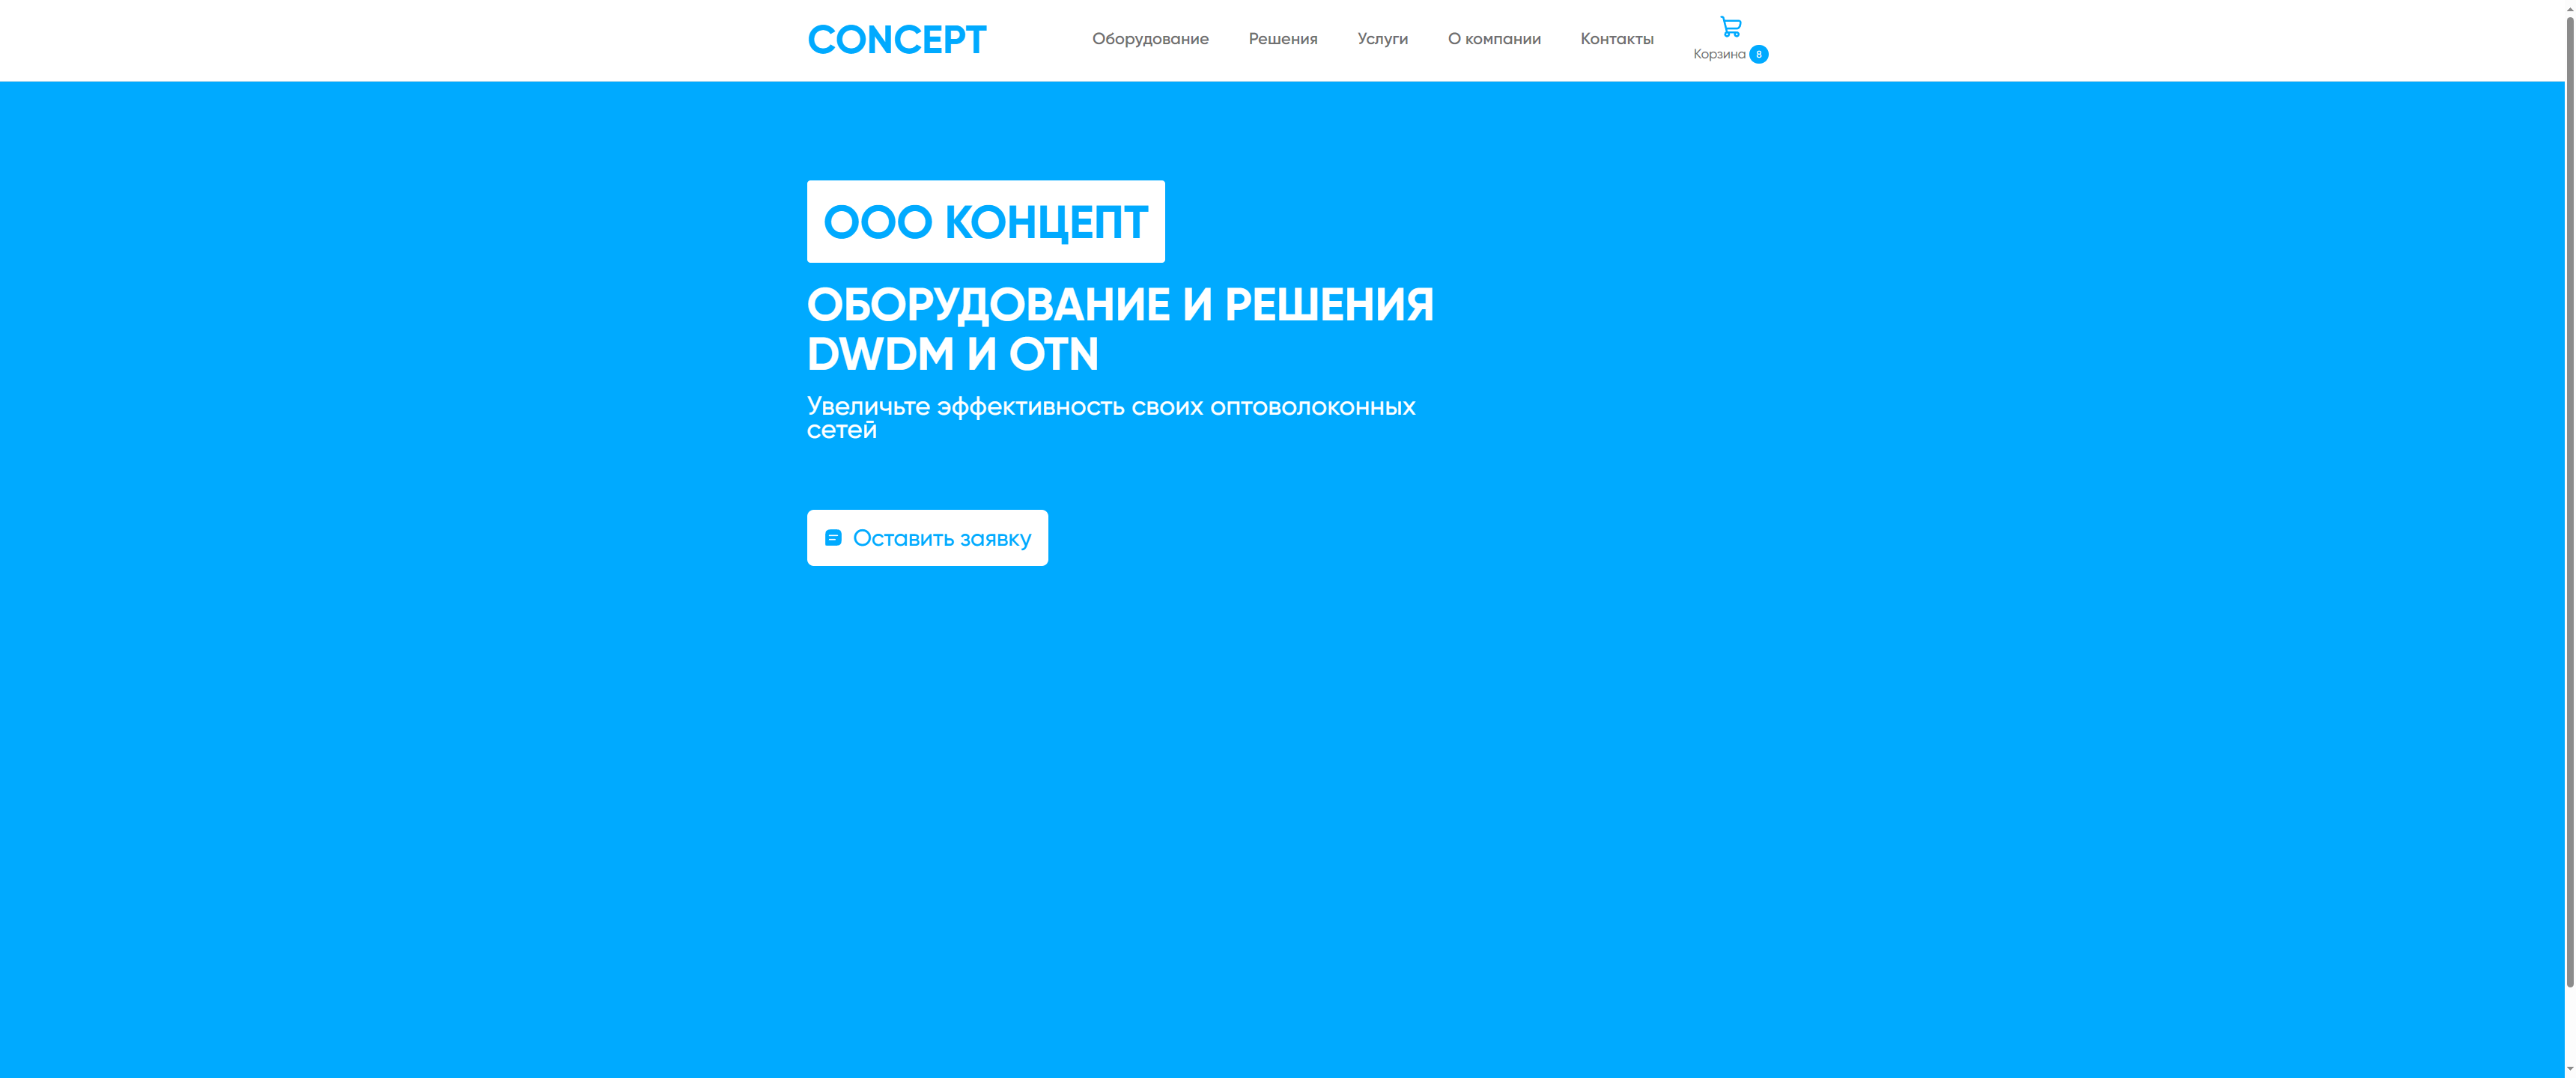 CONCEPT
Оборудование
Решения
Услуги
О компании
Контакты
Корзина 8
ООО КОНЦЕПТ
ОБОРУДОВАНИЕ И РЕШЕНИЯ
DWDM И OTN
Увеличьте эффективность своих оптоволоконных
сетей
Оставить заявку